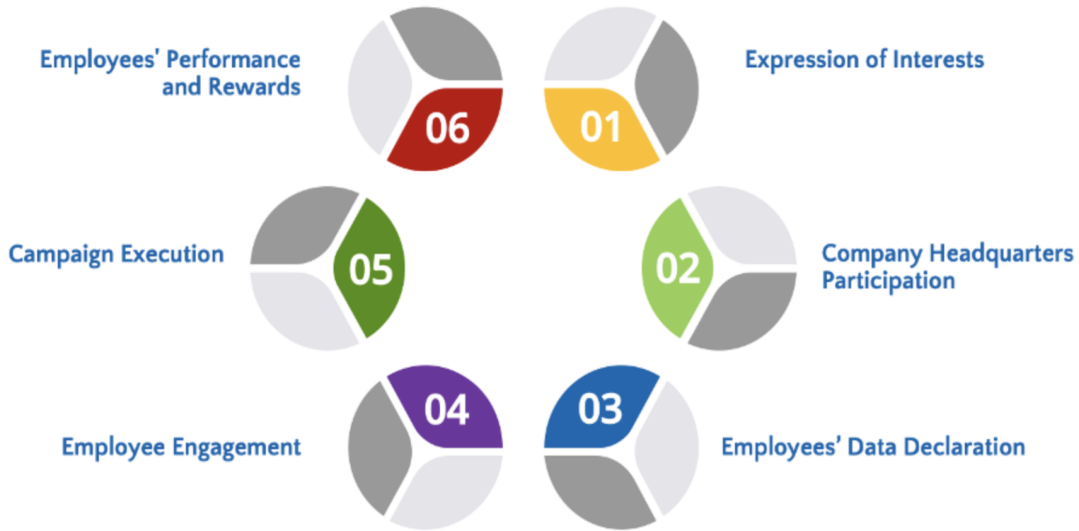 Employees' Performance
and Rewards
06
01
Expression of Interests
Campaign Execution
05
02
Company Headquarters
Participation
Employee Engagement
04
03
Employees’ Data Declaration